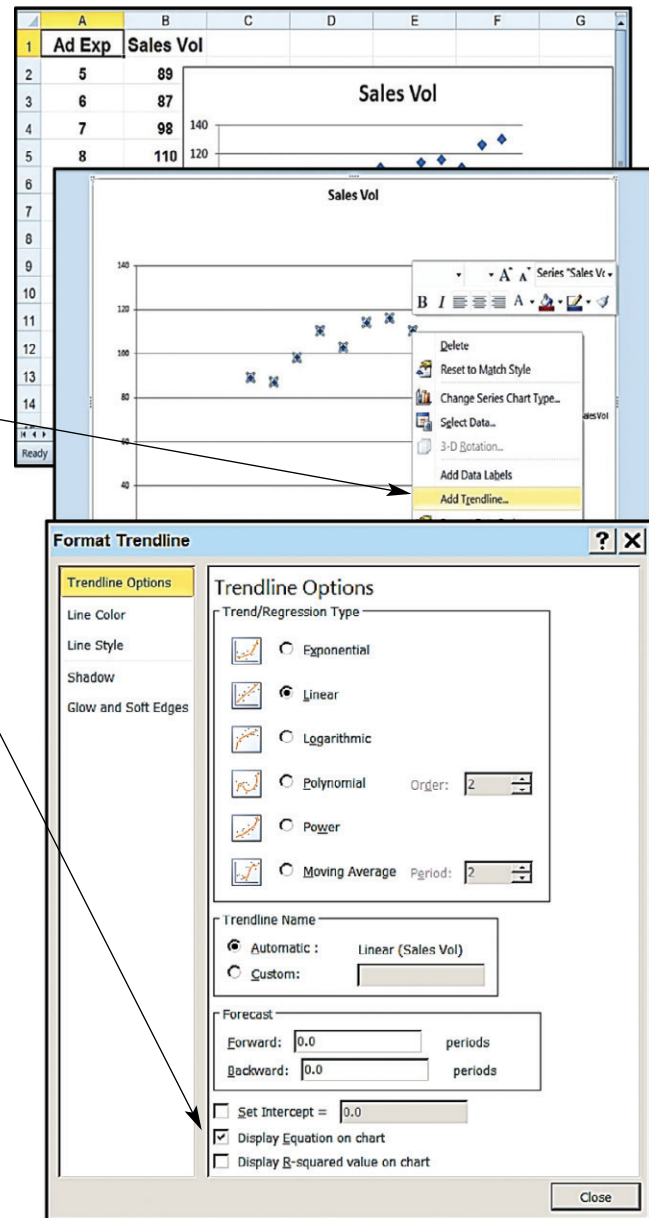 A B C D E F G
1 Ad Exp Sales Vol
2 5 89
3 6 87
4 7 98
5 8 110
6
7
8
9
10
11
12
13
14
Ready
Sales Vol
140
120
Sales Vol
140
120
100
80
60
40
A A Series "Sales Vo
B I A
Delete
Reset to Match Style
Change Series Chart Type...
Select Data...
3-D Rotation...
Add Data Labels
Add Trendline...
Format Trendline ? X
Trendline Options
Line Color
Line Style
Shadow
Glow and Soft Edges
Trendline Options
Trend/Regression Type
Exponential
Linear
Logarithmic
Polynomial Order: 2
Power
Moving Average Period: 2
Trendline Name
Automatic : Linear (Sales Vol)
Custom:
Forecast
Forward: 0.0 periods
Backward: 0.0 periods
Set Intercept = 0.0
Display Equation on chart
Display R-squared value on chart
Close